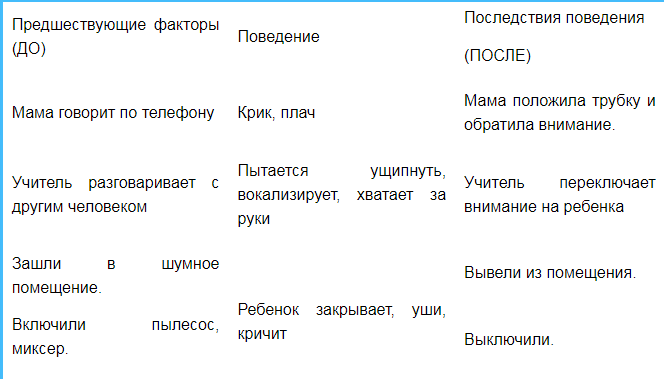 Предшествующие факторы
(ДО)
Поведение
Последствия поведения
(ПОСЛЕ)
Мама говорит по телефону
Крик, плач
Мама положила трубку и
обратила внимание.
Учитель разговаривает с
другим человеком
Пытается ущипнуть,
вокализирует, хватает за
руки
Учитель переключает
внимание на ребенка
Зашли в шумное
помещение.
Включили пылесос,
миксер.
Ребенок закрывает, уши,
кричит
Вывели из помещения.
Выключили.